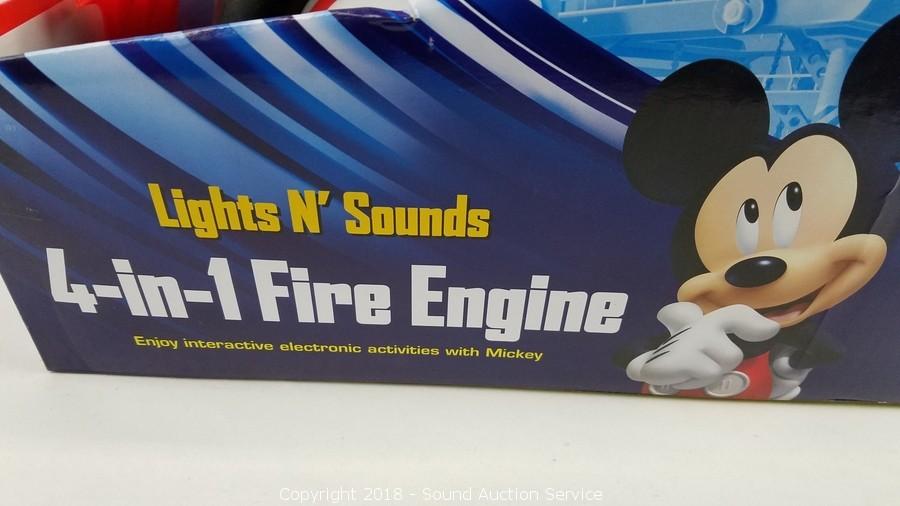 Lights N' Sounds
4-in-1 Fire Engine
Enjoy interactive electronic activities with Mickey
Copyright 2018 - Sound Auction Service